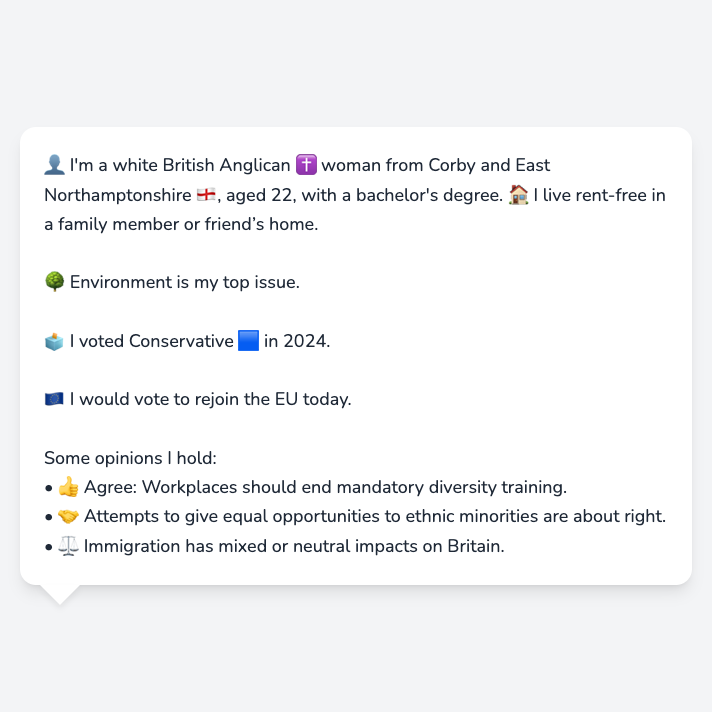 👤 I'm a white British Anglican ✝️ woman from Corby and East
Northamptonshire 🏴󠁧󠁢󠁥󠁮󠁧󠁿, aged 22, with a bachelor's degree. 🏠 I live rent-free in
a family member or friend’s home.
🌳 Environment is my top issue.
🗳️ I voted Conservative 🟦 in 2024.
🇪🇺 I would vote to rejoin the EU today.
Some opinions I hold:
• 👍 Agree: Workplaces should end mandatory diversity training.
• 🤝 Attempts to give equal opportunities to ethnic minorities are about right.
• ⚖️ Immigration has mixed or neutral impacts on Britain.